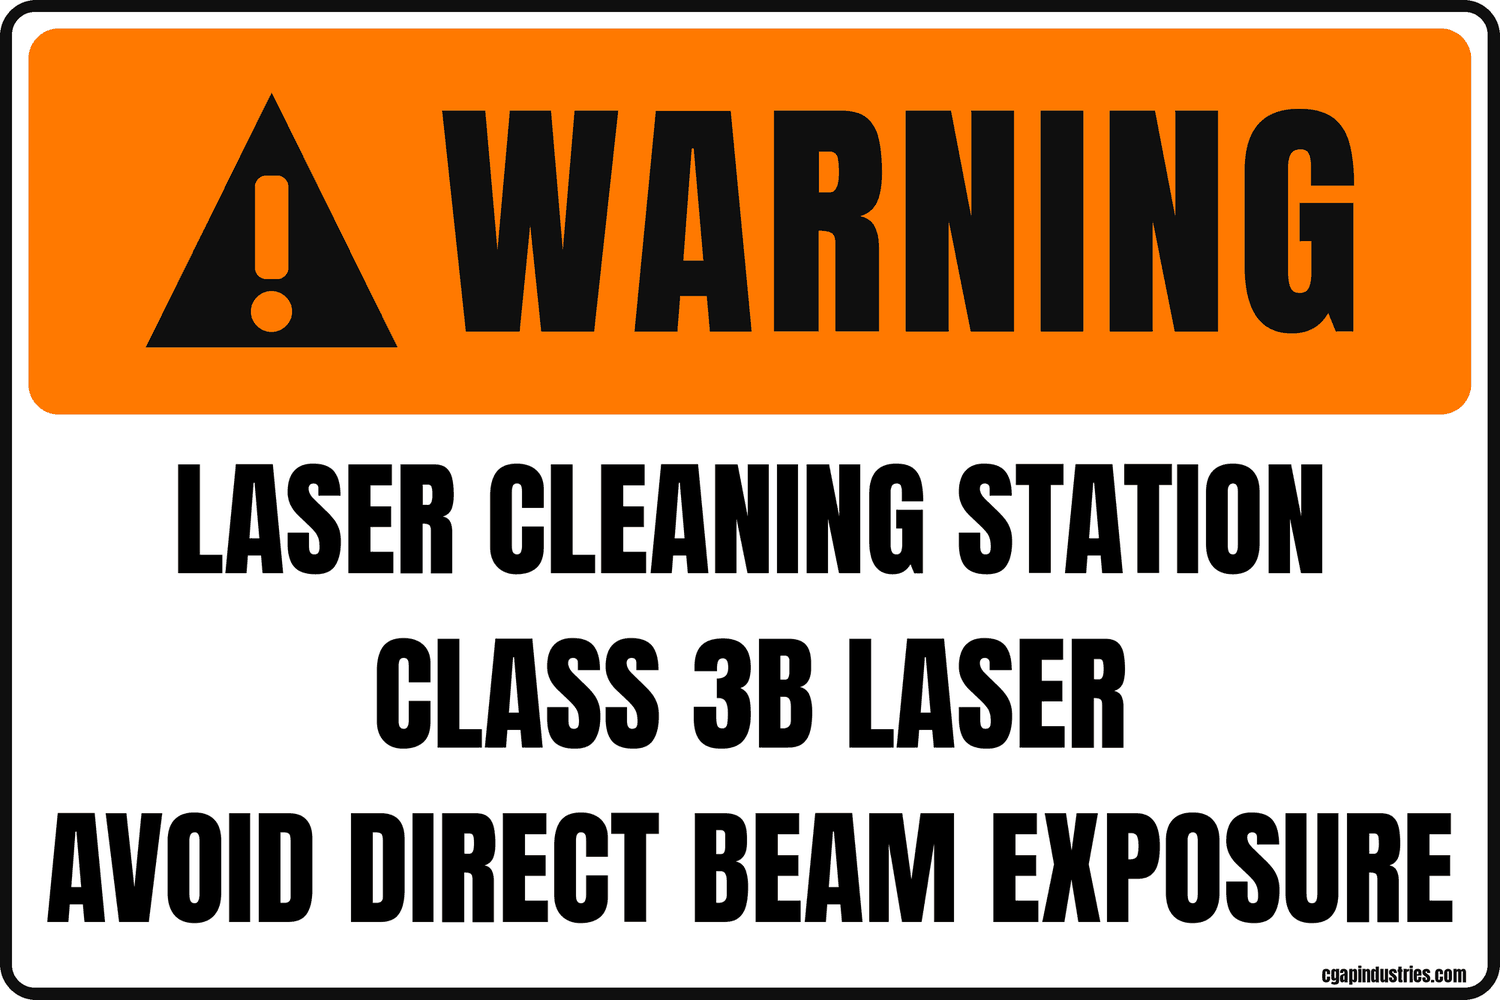 WARNING
LASER CLEANING STATION
CLASS 3B LASER
AVOID DIRECT BEAM EXPOSURE
cgapindustries.com